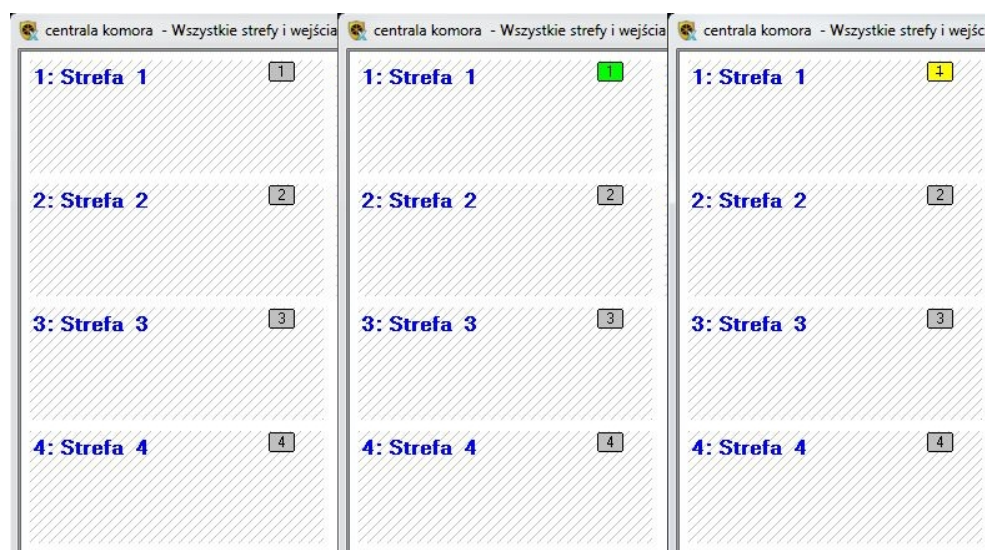 centrala komora - Wszystkie strefy i wejścia
1: Strefa 1 1
2: Strefa 2 2
3: Strefa 3 3
4: Strefa 4 4
centrala komora - Wszystkie strefy i wejścia
1: Strefa 1 1
2: Strefa 2 2
3: Strefa 3 3
4: Strefa 4 4
centrala komora - Wszystkie strefy i wejśc
1: Strefa 1 1
2: Strefa 2 2
3: Strefa 3 3
4: Strefa 4 4